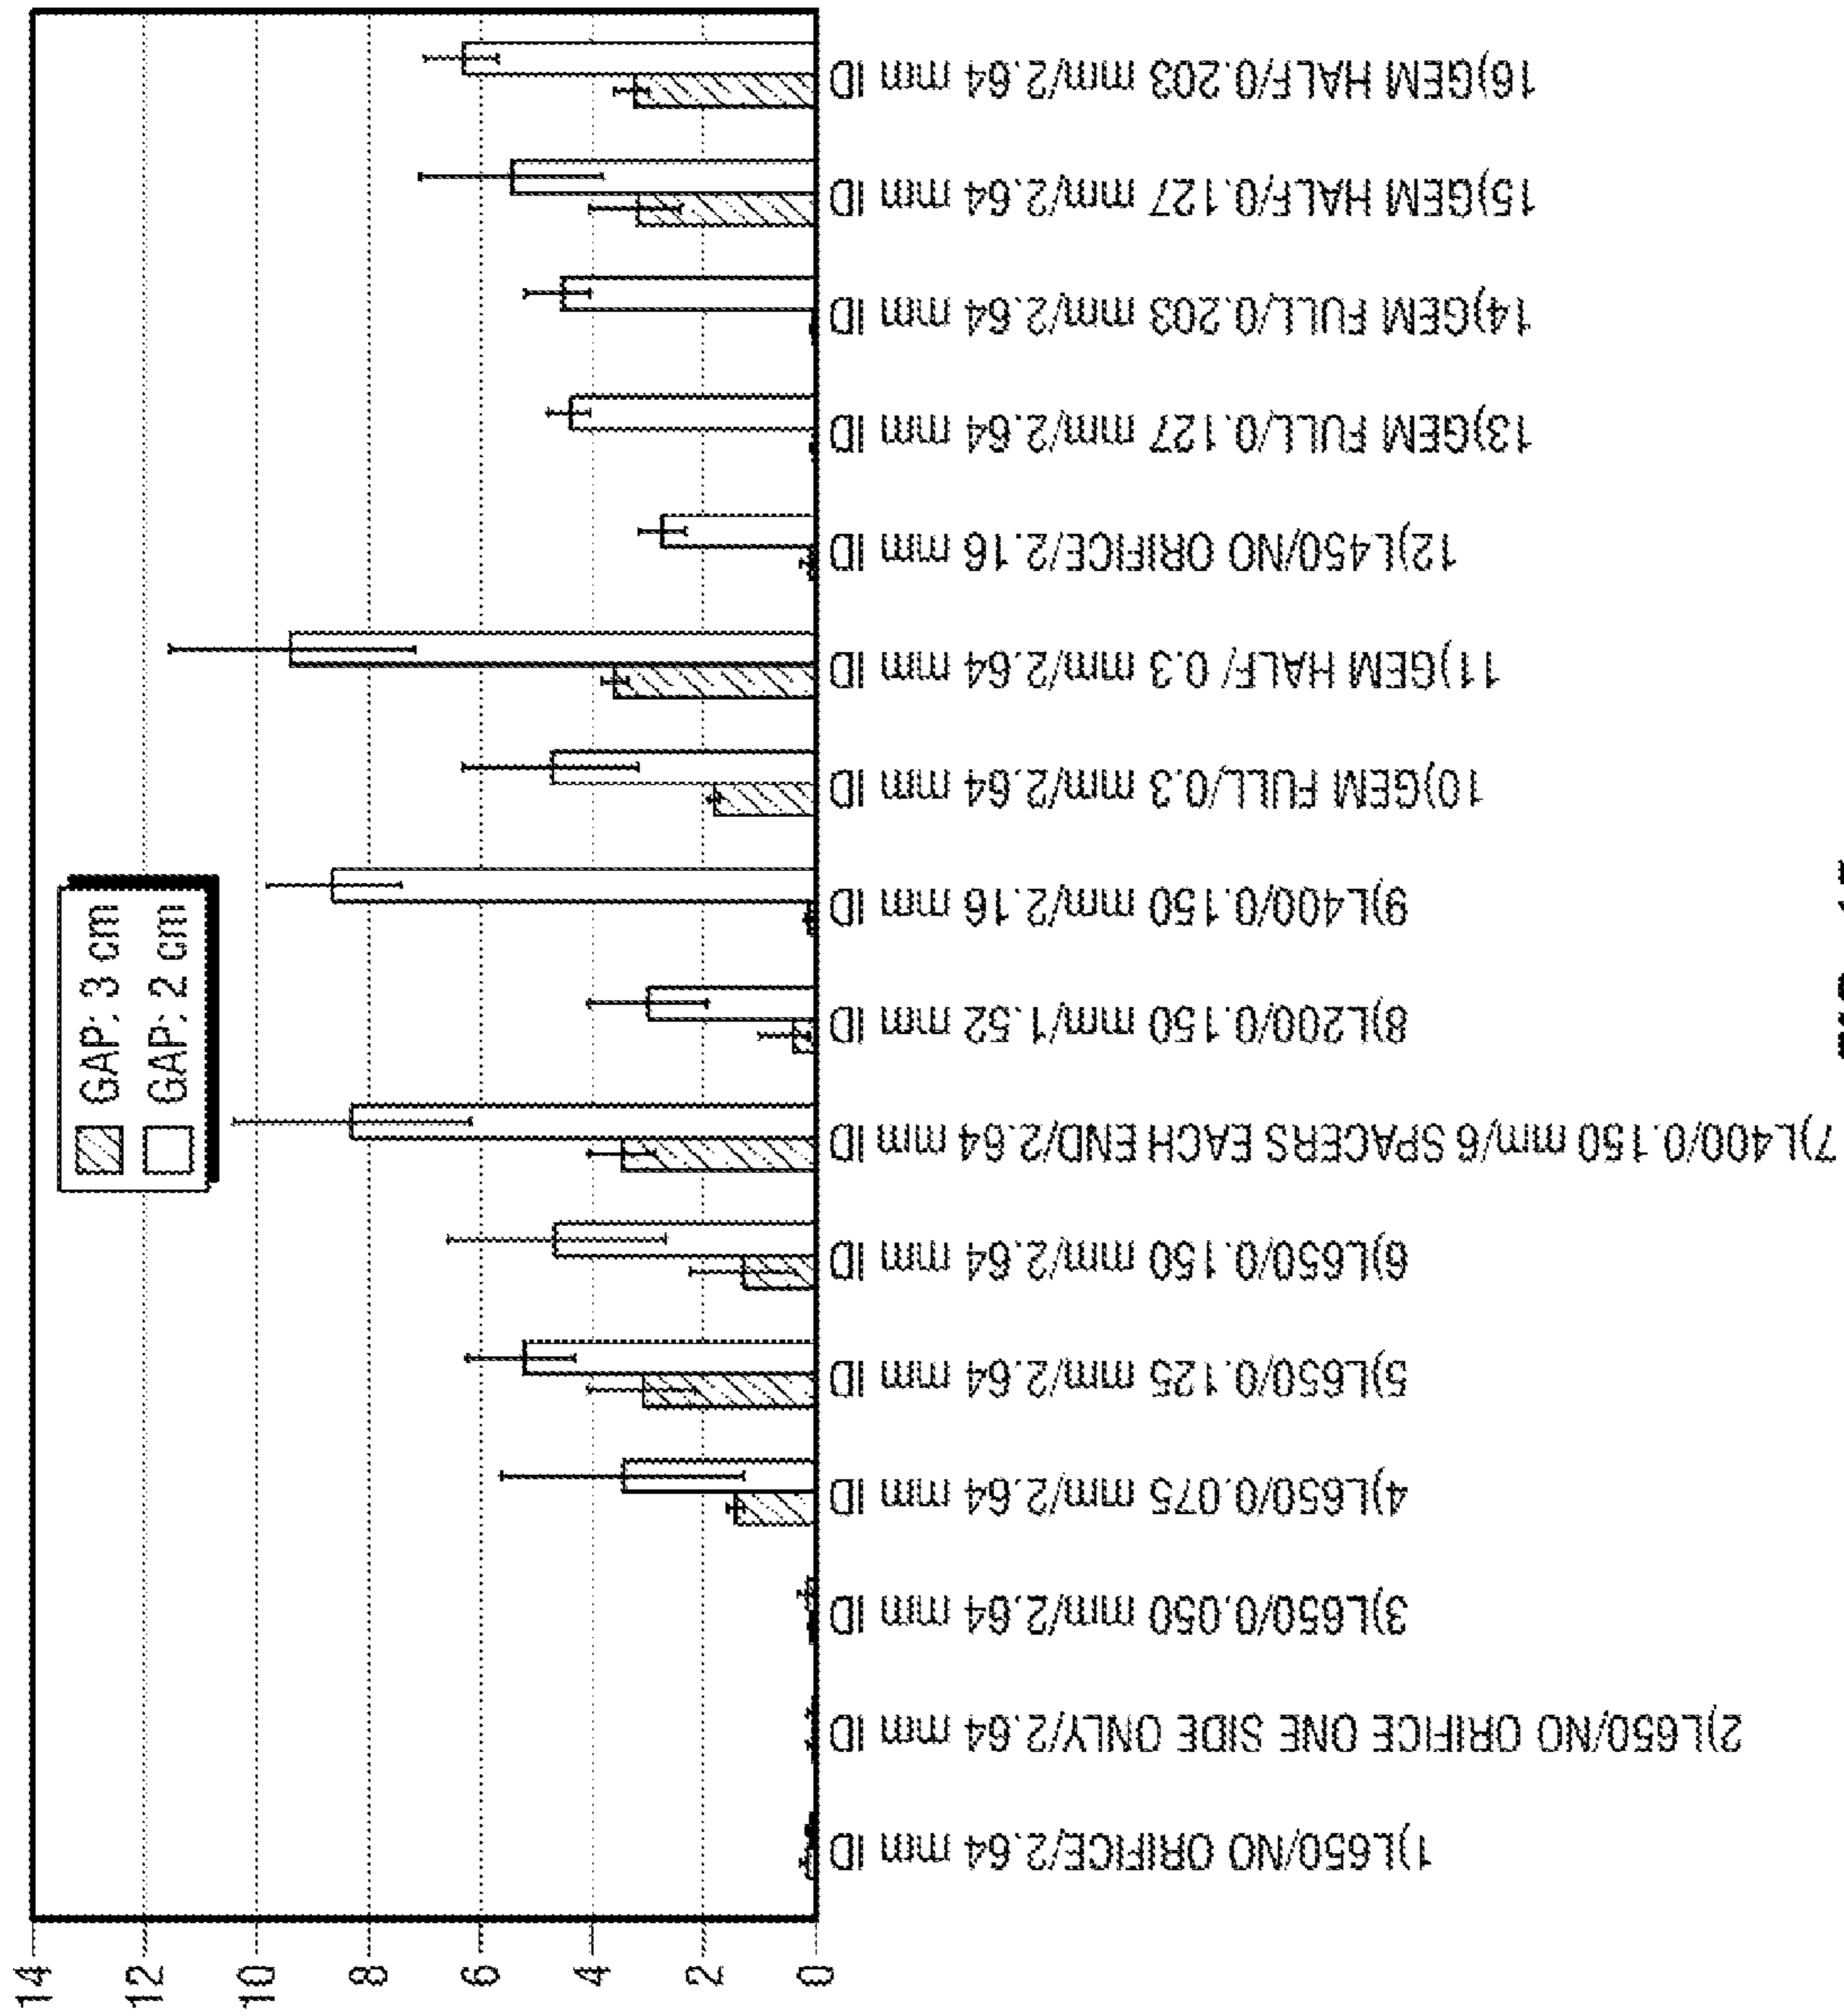 14
12
10
8
6
4
2
0
GAP: 3 cm
GAP: 2 cm
1)L650/NO ORIFICE/2.64 mm ID
2)L650/NO ORIFICE ONE SIDE ONLY/2.64 mm ID
3)L650/0.050 mm/2.64 mm ID
4)L650/0.075 mm/2.64 mm ID
5)L650/0.125 mm/2.64 mm ID
6)L650/0.150 mm/2.64 mm ID
7)L400/0.150 mm/6 SPACERS EACH END/2.64 mm ID
8)L200/0.150 mm/1.52 mm ID
9)L400/0.150 mm/2.16 mm ID
10)GEM FULL/0.3 mm/2.64 mm ID
11)GEM HALF/ 0.3 mm/2.64 mm ID
12)L450/NO ORIFICE/2.16 mm ID
13)GEM FULL/0.127 mm/2.64 mm ID
14)GEM FULL/0.203 mm/2.64 mm ID
15)GEM HALF/0.127 mm/2.64 mm ID
16)GEM HALF/0.203 mm/2.64 mm ID